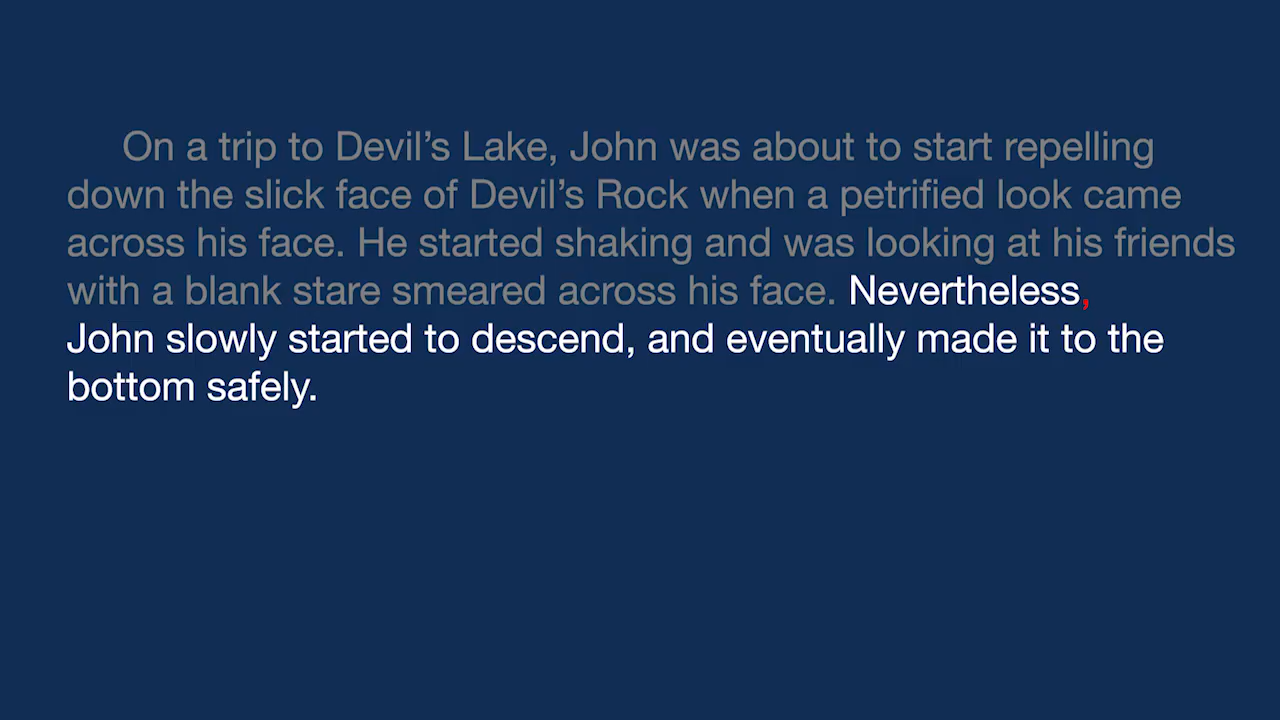 On a trip to Devil’s Lake, John was about to start repelling
down the slick face of Devil’s Rock when a petrified look came
across his face. He started shaking and was looking at his friends
with a blank stare smeared across his face. Nevertheless,
John slowly started to descend, and eventually made it to the
bottom safely.